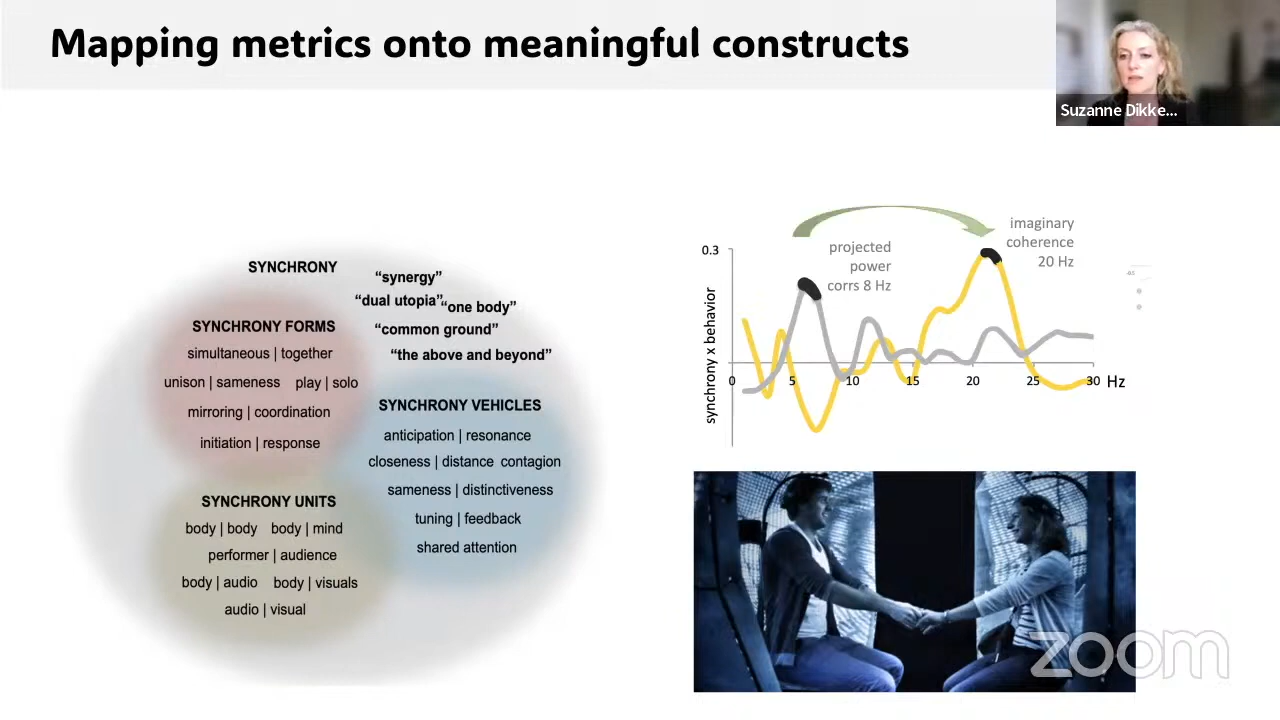 Mapping metrics onto meaningful constructs
Suzanne Dikke...
SYNCHRONY
“synergy”
“dual utopia”
“one body”
“common ground”
“the above and beyond”
SYNCHRONY FORMS
simultaneous | together
unison | sameness play | solo
mirroring | coordination
initiation | response
SYNCHRONY VEHICLES
anticipation | resonance
closeness | distance contagion
sameness | distinctiveness
tuning | feedback
shared attention
SYNCHRONY UNITS
body | body body | mind
performer | audience
body | audio body | visuals
audio | visual
0.3
synchrony x behavior
projected
power
corrs 8 Hz
imaginary
coherence
20 Hz
0 5 10 15 20 25 30 Hz
zoom